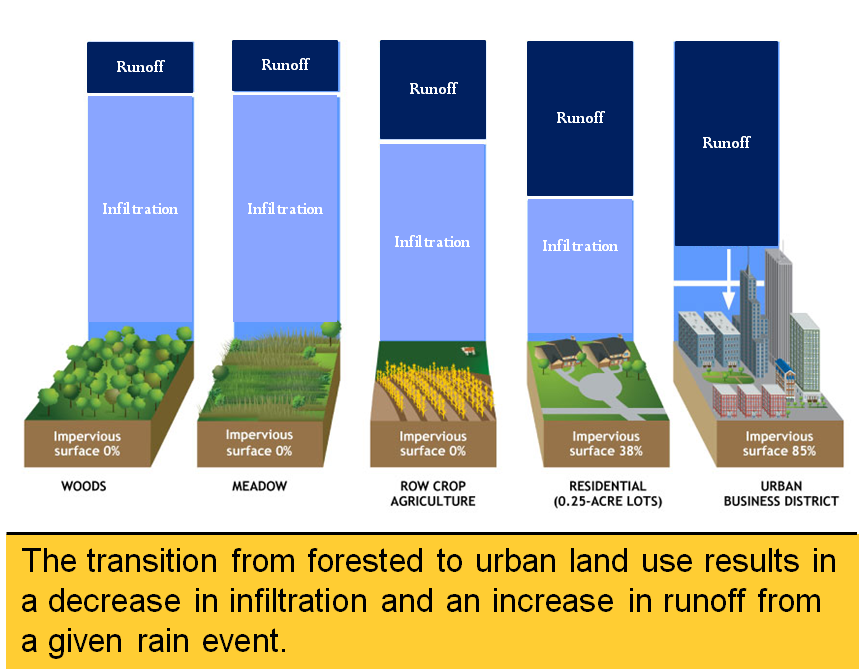 Runoff
Runoff
Runoff
Runoff
Runoff
Infiltration
Infiltration
Infiltration
Infiltration
Impervious
surface 0%
Impervious
surface 0%
Impervious
surface 0%
Impervious
surface 38%
Impervious
surface 85%
WOODS
MEADOW
ROW CROP
AGRICULTURE
RESIDENTIAL
(0.25-ACRE LOTS)
URBAN
BUSINESS DISTRICT
The transition from forested to urban land use results in
a decrease in infiltration and an increase in runoff from
a given rain event.